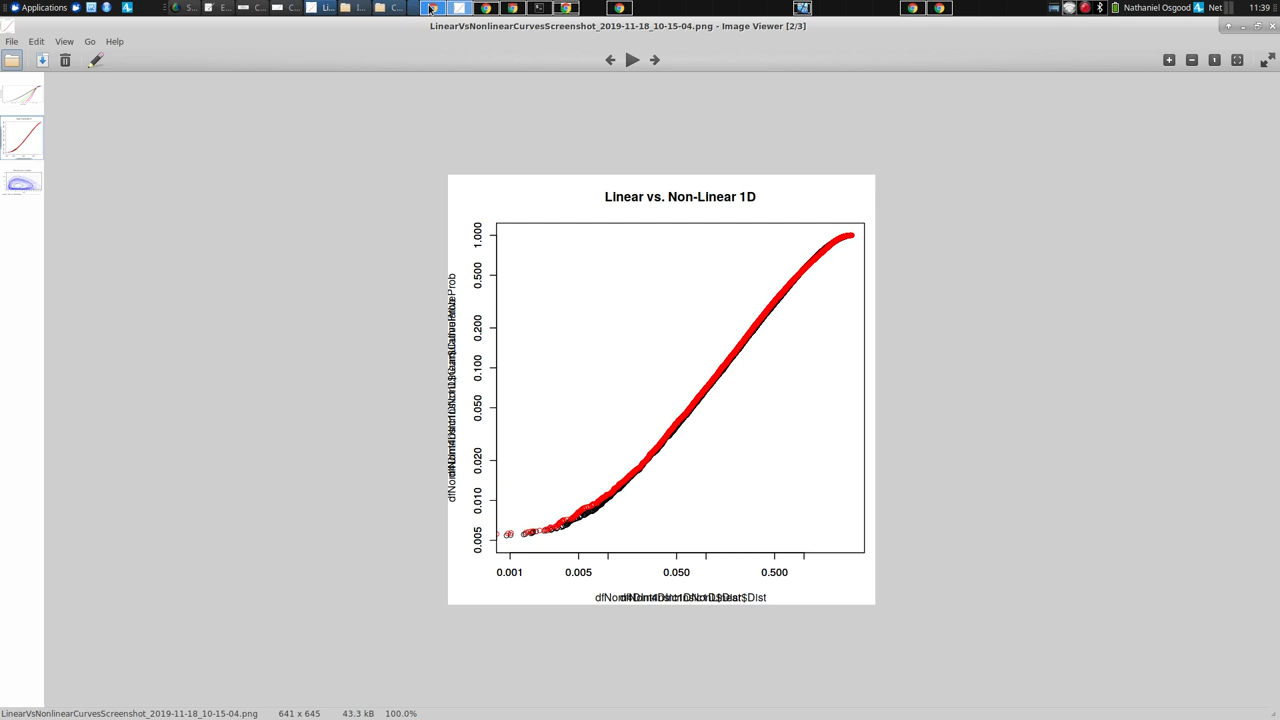 Applications
S...
E...
C...
C...
Li...
I...
C...
Nathaniel Osgood
Net
11:39
LinearVsNonlinearCurvesScreenshot_2019-11-18_10-15-04.png - Image Viewer [2/3]
File Edit View Go Help
Linear vs. Non-Linear 1D
1.000
0.500
0.200
0.100
0.050
0.020
0.010
0.005
0.001 0.005 0.050 0.500
LinearVsNonlinearCurvesScreenshot_2019-11-18_10-15-04.png 641 x 645 43.3 kB 100.0%